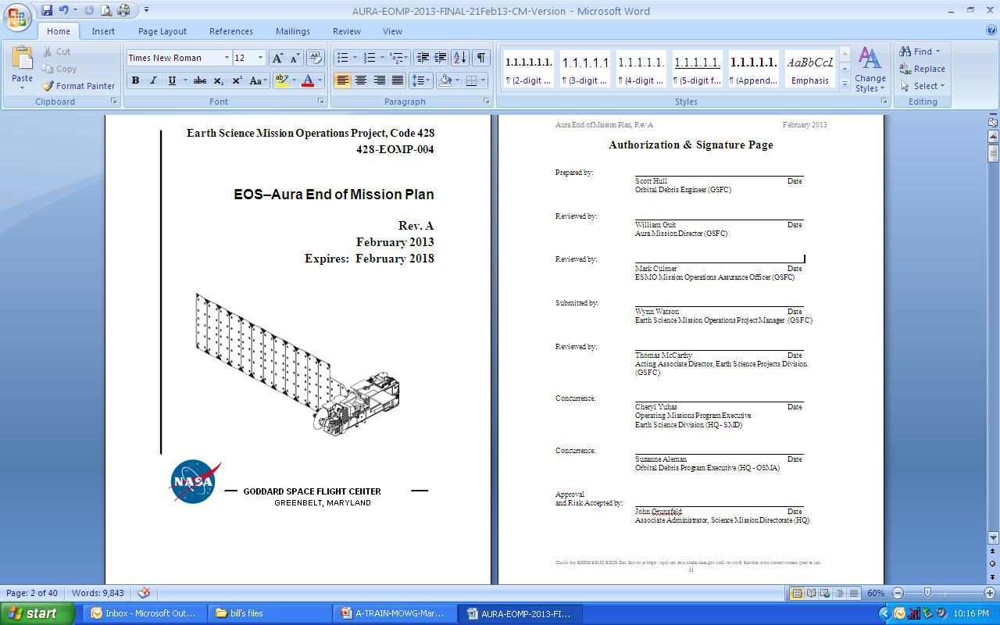 AURA-EOMP-2013-FINAL-21Feb13-CM-Version - Microsoft Word
Home Insert Page Layout References Mailings Review View
Paste
Cut
Copy
Format Painter
Clipboard
Times New Roman 12
Font
Paragraph
1.1.1.1.1.1. 1.1.1.1.1 1.1.1.1.1. 1.1.1.1.1. 1.1.1.1.1. AaBbCcI
¶ (2-digit ... ¶ (3-digit ... ¶ (4-digit ... ¶ (5-digit f... ¶ (Append... Emphasis
Change Styles
Styles
Find
Replace
Select
Editing
Earth Science Mission Operations Project, Code 428
428-EOMP-004
EOS–Aura End of Mission Plan
Rev. A
February 2013
Expires: February 2018
NASA
GODDARD SPACE FLIGHT CENTER
GREENBELT, MARYLAND
Aura End of Mission Plan, Rev A February 2013
Authorization & Signature Page
Prepared by:
Scott Hull Date
Orbital Debris Engineer (GSFC)
Reviewed by:
William Guit Date
Aura Mission Director (GSFC)
Reviewed by:
Mark Culmer Date
ESMO Mission Operations Assurance Officer (GSFC)
Submitted by:
Wynn Watson Date
Earth Science Mission Operations Project Manager (GSFC)
Reviewed by:
Thomas McCarthy Date
Acting Associate Director, Earth Science Projects Division
(GSFC)
Concurrence:
Cheryl Yuhas Date
Operating Missions Program Executive
Earth Science Division (HQ - SMD)
Concurrence:
Suzanne Aleman Date
Orbital Debris Program Executive (HQ - OSMA)
Approval
and Risk Accepted by:
John Grunsfeld Date
Associate Administrator, Science Mission Directorate (HQ)
Check the ESDIS/ESMO/EDOS Doc Server at to verify that this is the correct version prior to use.
ii
Page: 2 of 40 Words: 9,843 60%
start Inbox - Microsoft Out... bill's files A-TRAIN-MOWG-Mar... AURA-EOMP-2013-FI... 10:16 PM